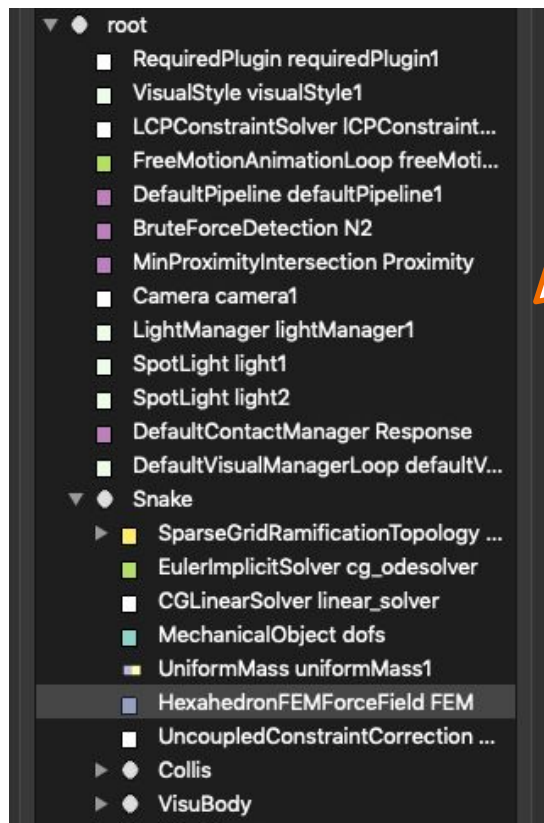 root
RequiredPlugin requiredPlugin1
VisualStyle visualStyle1
LCPConstraintSolver lCPConstraint...
FreeMotionAnimationLoop freeMoti...
DefaultPipeline defaultPipeline1
BruteForceDetection N2
MinProximityIntersection Proximity
Camera camera1
LightManager lightManager1
SpotLight light1
SpotLight light2
DefaultContactManager Response
DefaultVisualManagerLoop defaultV...
Snake
SparseGridRamificationTopology ...
EulerImplicitSolver cg_odesolver
CGLinearSolver linear_solver
MechanicalObject dofs
UniformMass uniformMass1
HexahedronFEMForceField FEM
UncoupledConstraintCorrection ...
Collis
VisuBody